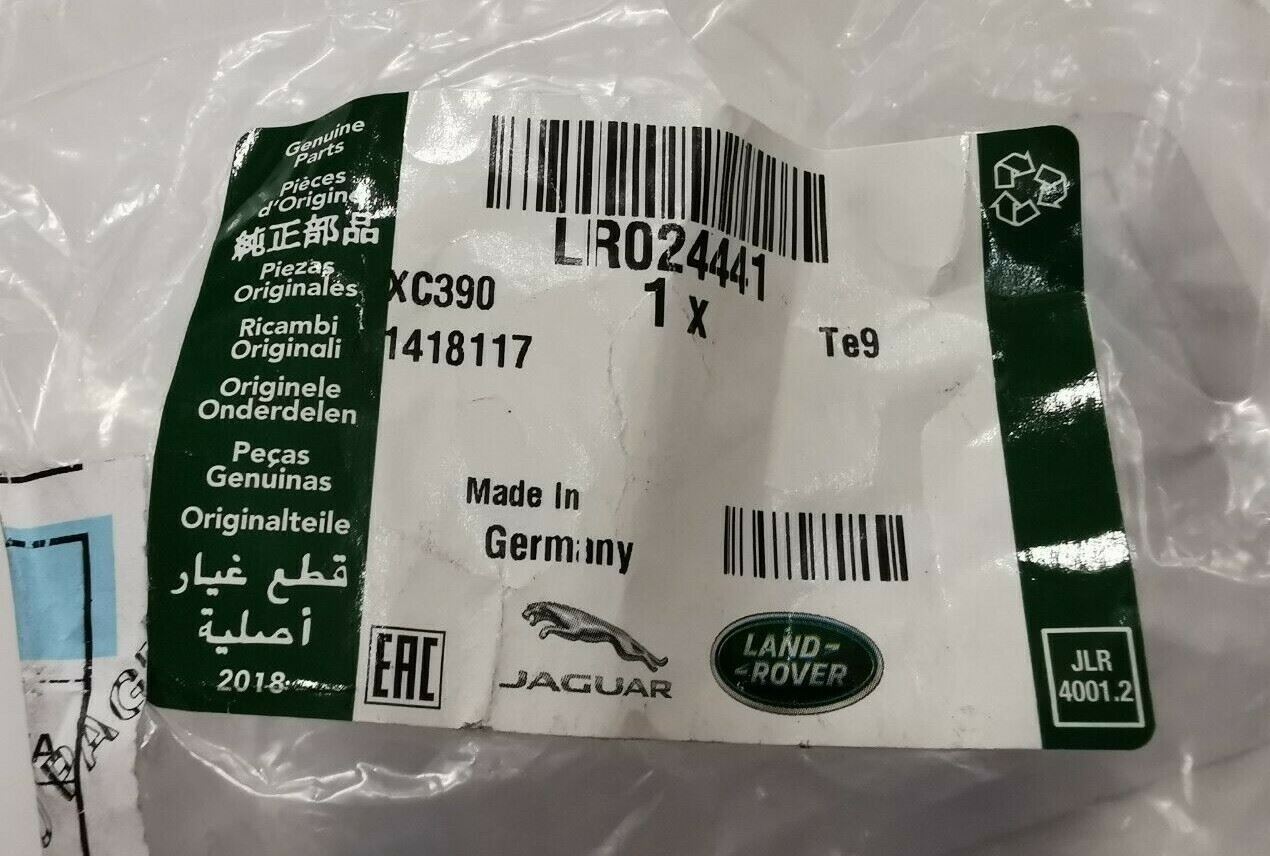 Genuine
Parts
Pièces
d'Origine
純正部品
Piezas
Originales
Ricambi
Originali
Originele
Onderdelen
Peças
Genuinas
Originalteile
قطع غيار
أصلية
2018
LR024441
XC390
1 x
1418117
Te9
Made In
Germany
EAC
JAGUAR
LAND-
-ROVER
JLR
4001.2